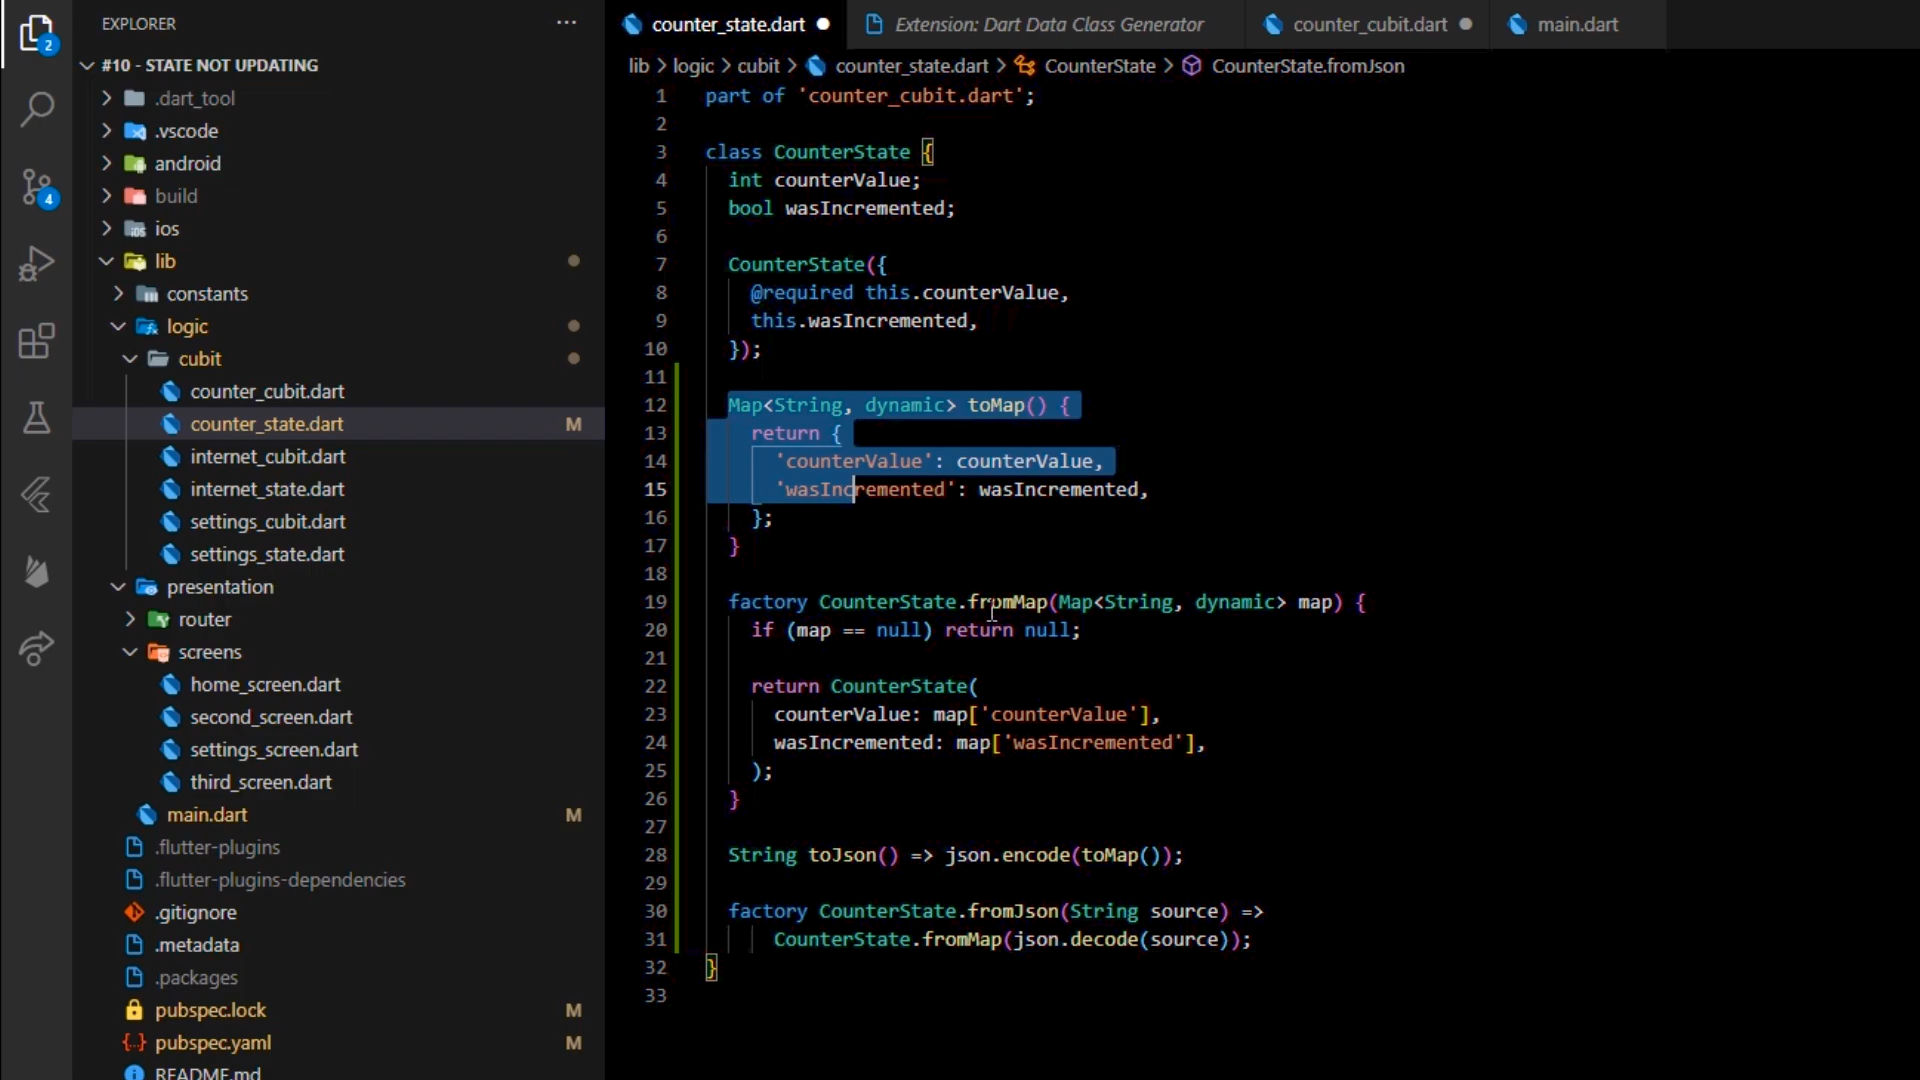 EXPLORER
...
#10 - STATE NOT UPDATING
.dart_tool
.vscode
android
build
ios
lib
constants
logic
cubit
counter_cubit.dart
counter_state.dart M
internet_cubit.dart
internet_state.dart
settings_cubit.dart
settings_state.dart
presentation
router
screens
home_screen.dart
second_screen.dart
settings_screen.dart
third_screen.dart
main.dart M
.flutter-plugins
.flutter-plugins-dependencies
.gitignore
.metadata
.packages
pubspec.lock M
pubspec.yaml M
README.md
2
4
counter_state.dart Extension: Dart Data Class Generator counter_cubit.dart main.dart
lib > logic > cubit > counter_state.dart > CounterState > CounterState.fromJson
1 part of 'counter_cubit.dart';
2
3 class CounterState {
4 int counterValue;
5 bool wasIncremented;
6
7 CounterState({
8 @required this.counterValue,
9 this.wasIncremented,
10 });
11
12 Map<String, dynamic> toMap() {
13 return {
14 'counterValue': counterValue,
15 'wasIncremented': wasIncremented,
16 };
17 }
18
19 factory CounterState.fromMap(Map<String, dynamic> map) {
20 if (map == null) return null;
21
22 return CounterState(
23 counterValue: map['counterValue'],
24 wasIncremented: map['wasIncremented'],
25 );
26 }
27
28 String toJson() => json.encode(toMap());
29
30 factory CounterState.fromJson(String source) =>
31 CounterState.fromMap(json.decode(source));
32 }
33